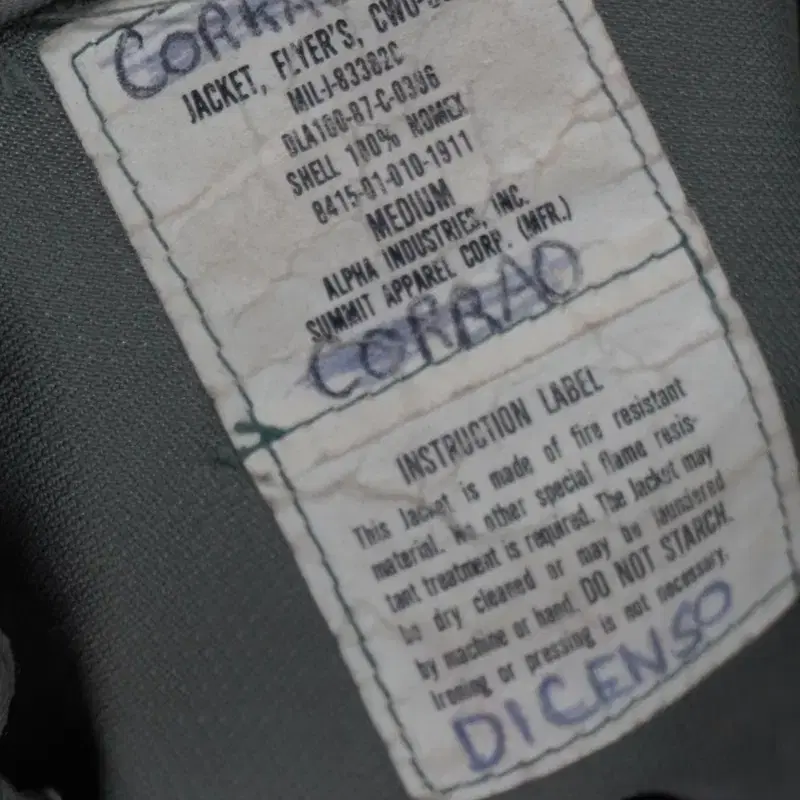 CORRAO
JACKET, FLYER'S, CWU-
MIL-J-83382C
DLA100-87-C-0396
SHELL 100% NOMEX
8415-01-010-1911
MEDIUM
ALPHA INDUSTRIES, INC.
SUMMIT APPAREL CORP. (MFR.)
CORRAO
INSTRUCTION LABEL
This Jacket is made of fire resistant
material. No other special flame resis-
tant treatment is required. The Jacket may
be dry cleaned or may be laundered
by machine or hand. DO NOT STARCH.
Ironing or pressing is not necessary.
DICENSO